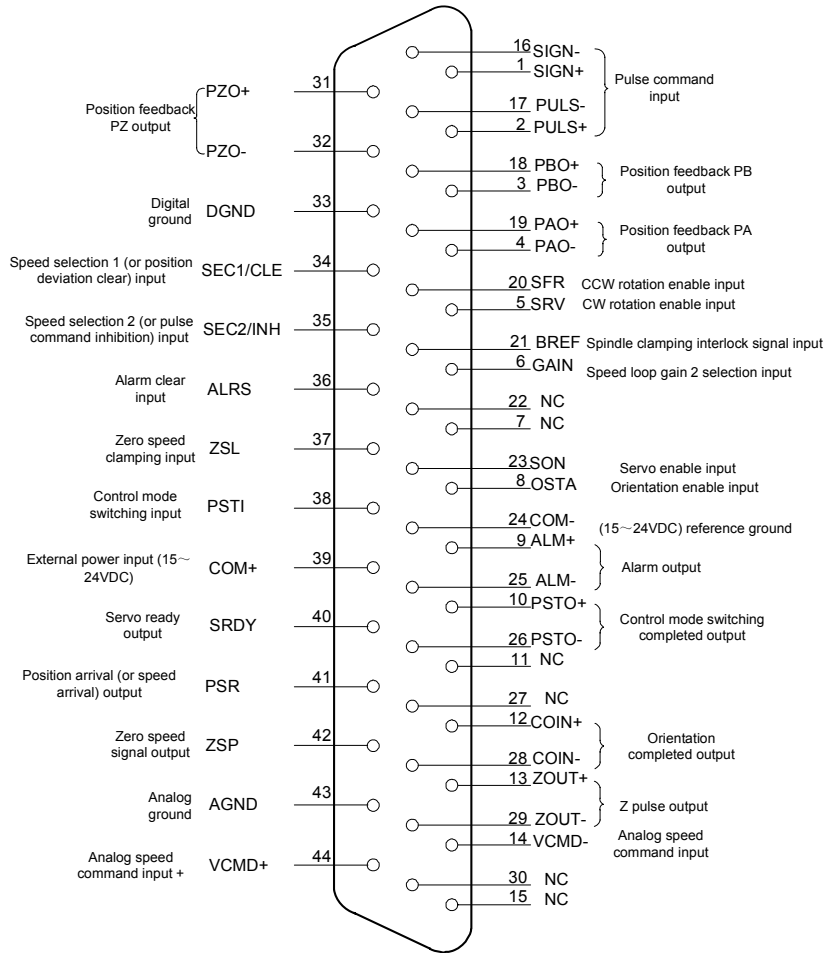 31
PZO+
Position feedback
PZ output
32
PZO-
33
Digital
ground
DGND
34
Speed selection 1 (or position
deviation clear) input
SEC1/CLE
35
Speed selection 2 (or pulse
command inhibition) input
SEC2/INH
36
Alarm clear
input
ALRS
37
Zero speed
clamping input
ZSL
38
Control mode
switching input
PSTI
39
External power input (15～
24VDC)
COM+
40
Servo ready
output
SRDY
41
Position arrival (or speed
arrival) output
PSR
42
Zero speed
signal output
ZSP
43
Analog
ground
AGND
44
Analog speed
command input +
VCMD+
16 SIGN-
1 SIGN+
Pulse command
input
17 PULS-
2 PULS+
18 PBO+
3 PBO-
Position feedback PB
output
19 PAO+
4 PAO-
Position feedback PA
output
20 SFR CCW rotation enable input
5 SRV CW rotation enable input
21 BREF Spindle clamping interlock signal input
6 GAIN Speed loop gain 2 selection input
22 NC
7 NC
23 SON Servo enable input
8 OSTA Orientation enable input
24 COM- (15～24VDC) reference ground
9 ALM+
Alarm output
25 ALM-
10 PSTO+
Control mode switching
completed output
26 PSTO-
11 NC
27 NC
12 COIN+
Orientation
completed output
28 COIN-
13 ZOUT+
Z pulse output
29 ZOUT-
14 VCMD-
Analog speed
command input
30 NC
15 NC